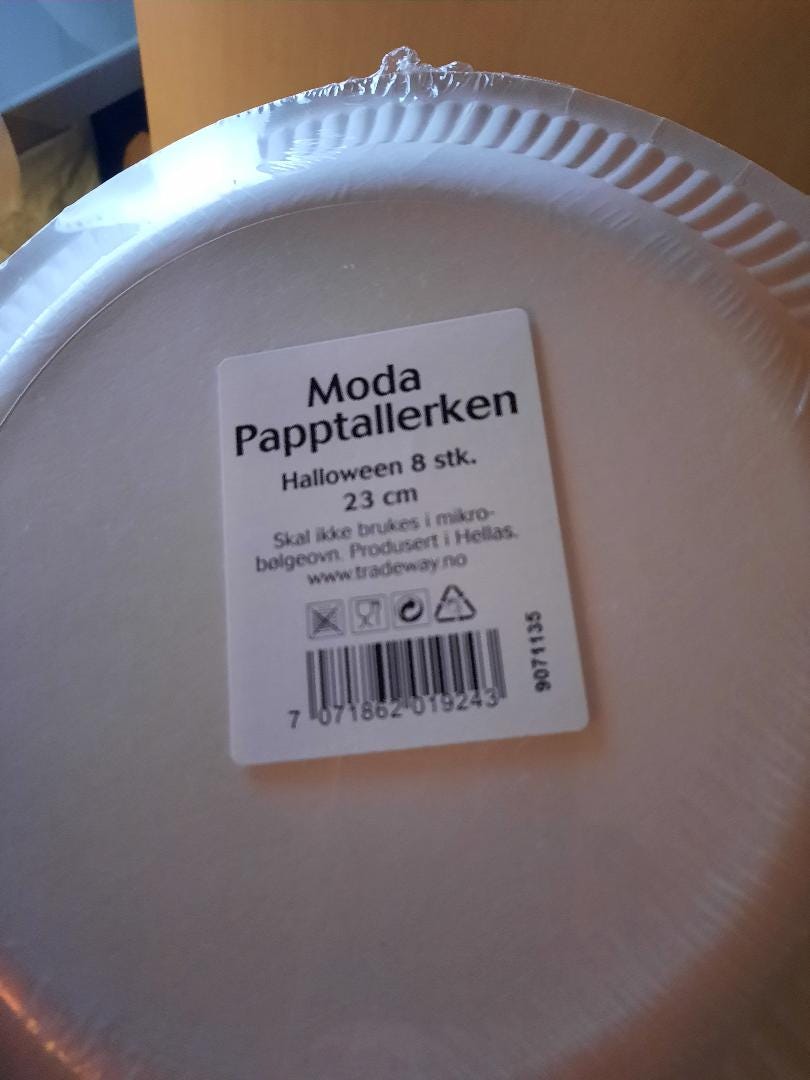 Moda
Papptallerken
Halloween 8 stk.
23 cm
Skal ikke brukes i mikro-
bølgeovn. Produsert i Hellas.
www.tradeway.no
7 071862 019243
9071135